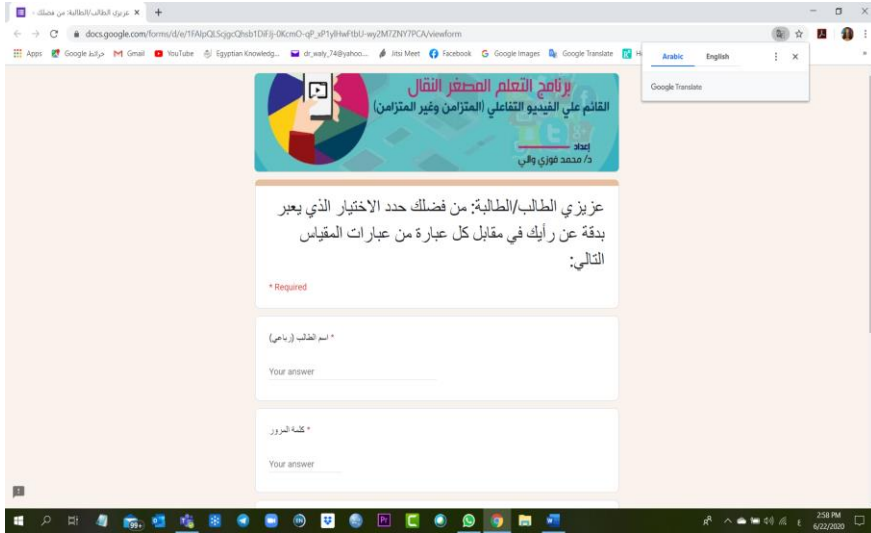 عزيزي الطالب/الطالبة: من فضلك
docs.google.com/forms/d/e/1FAIpQLScjgcQhsb1DiFiJj-0KcmO-qP_xP1yIHwFtbU-wy2M7ZNY7PCA/viewform
Apps
Google خرائط
Gmail
YouTube
Egyptian Knowledg...
dr_waly_74@yahoo...
Jitsi Meet
Facebook
Google Images
Google Translate
Arabic English
Google Translate
برنامج التعلم المصغر النقال
القائم علي الفيديو التفاعلي (المتزامن وغير المتزامن)
إعداد
د/ محمد فوزي والي
عزيزي الطالب/الطالبة: من فضلك حدد الاختيار الذي يعبر
بدقة عن رأيك في مقابل كل عبارة من عبارات المقياس
التالي:
* Required
اسم الطالب (رباعي) *
Your answer
كلمة المرور *
Your answer
99+
ع
2:58 PM
6/22/2020